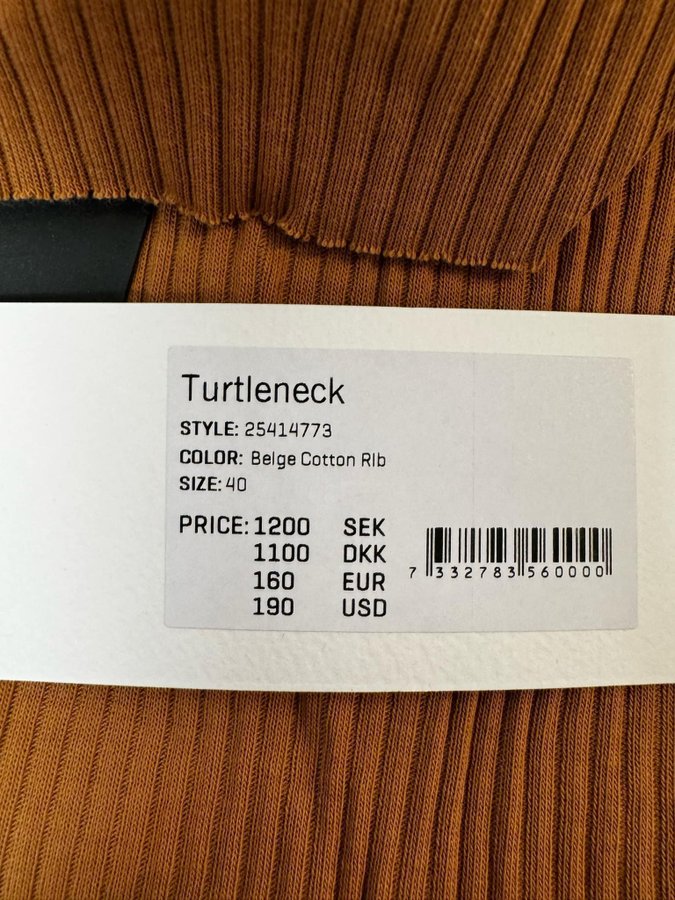 Turtleneck
STYLE: 25414773
COLOR: Beige Cotton Rib
SIZE: 40
PRICE: 1200 SEK
1100 DKK
160 EUR
190 USD
7 332783 560000